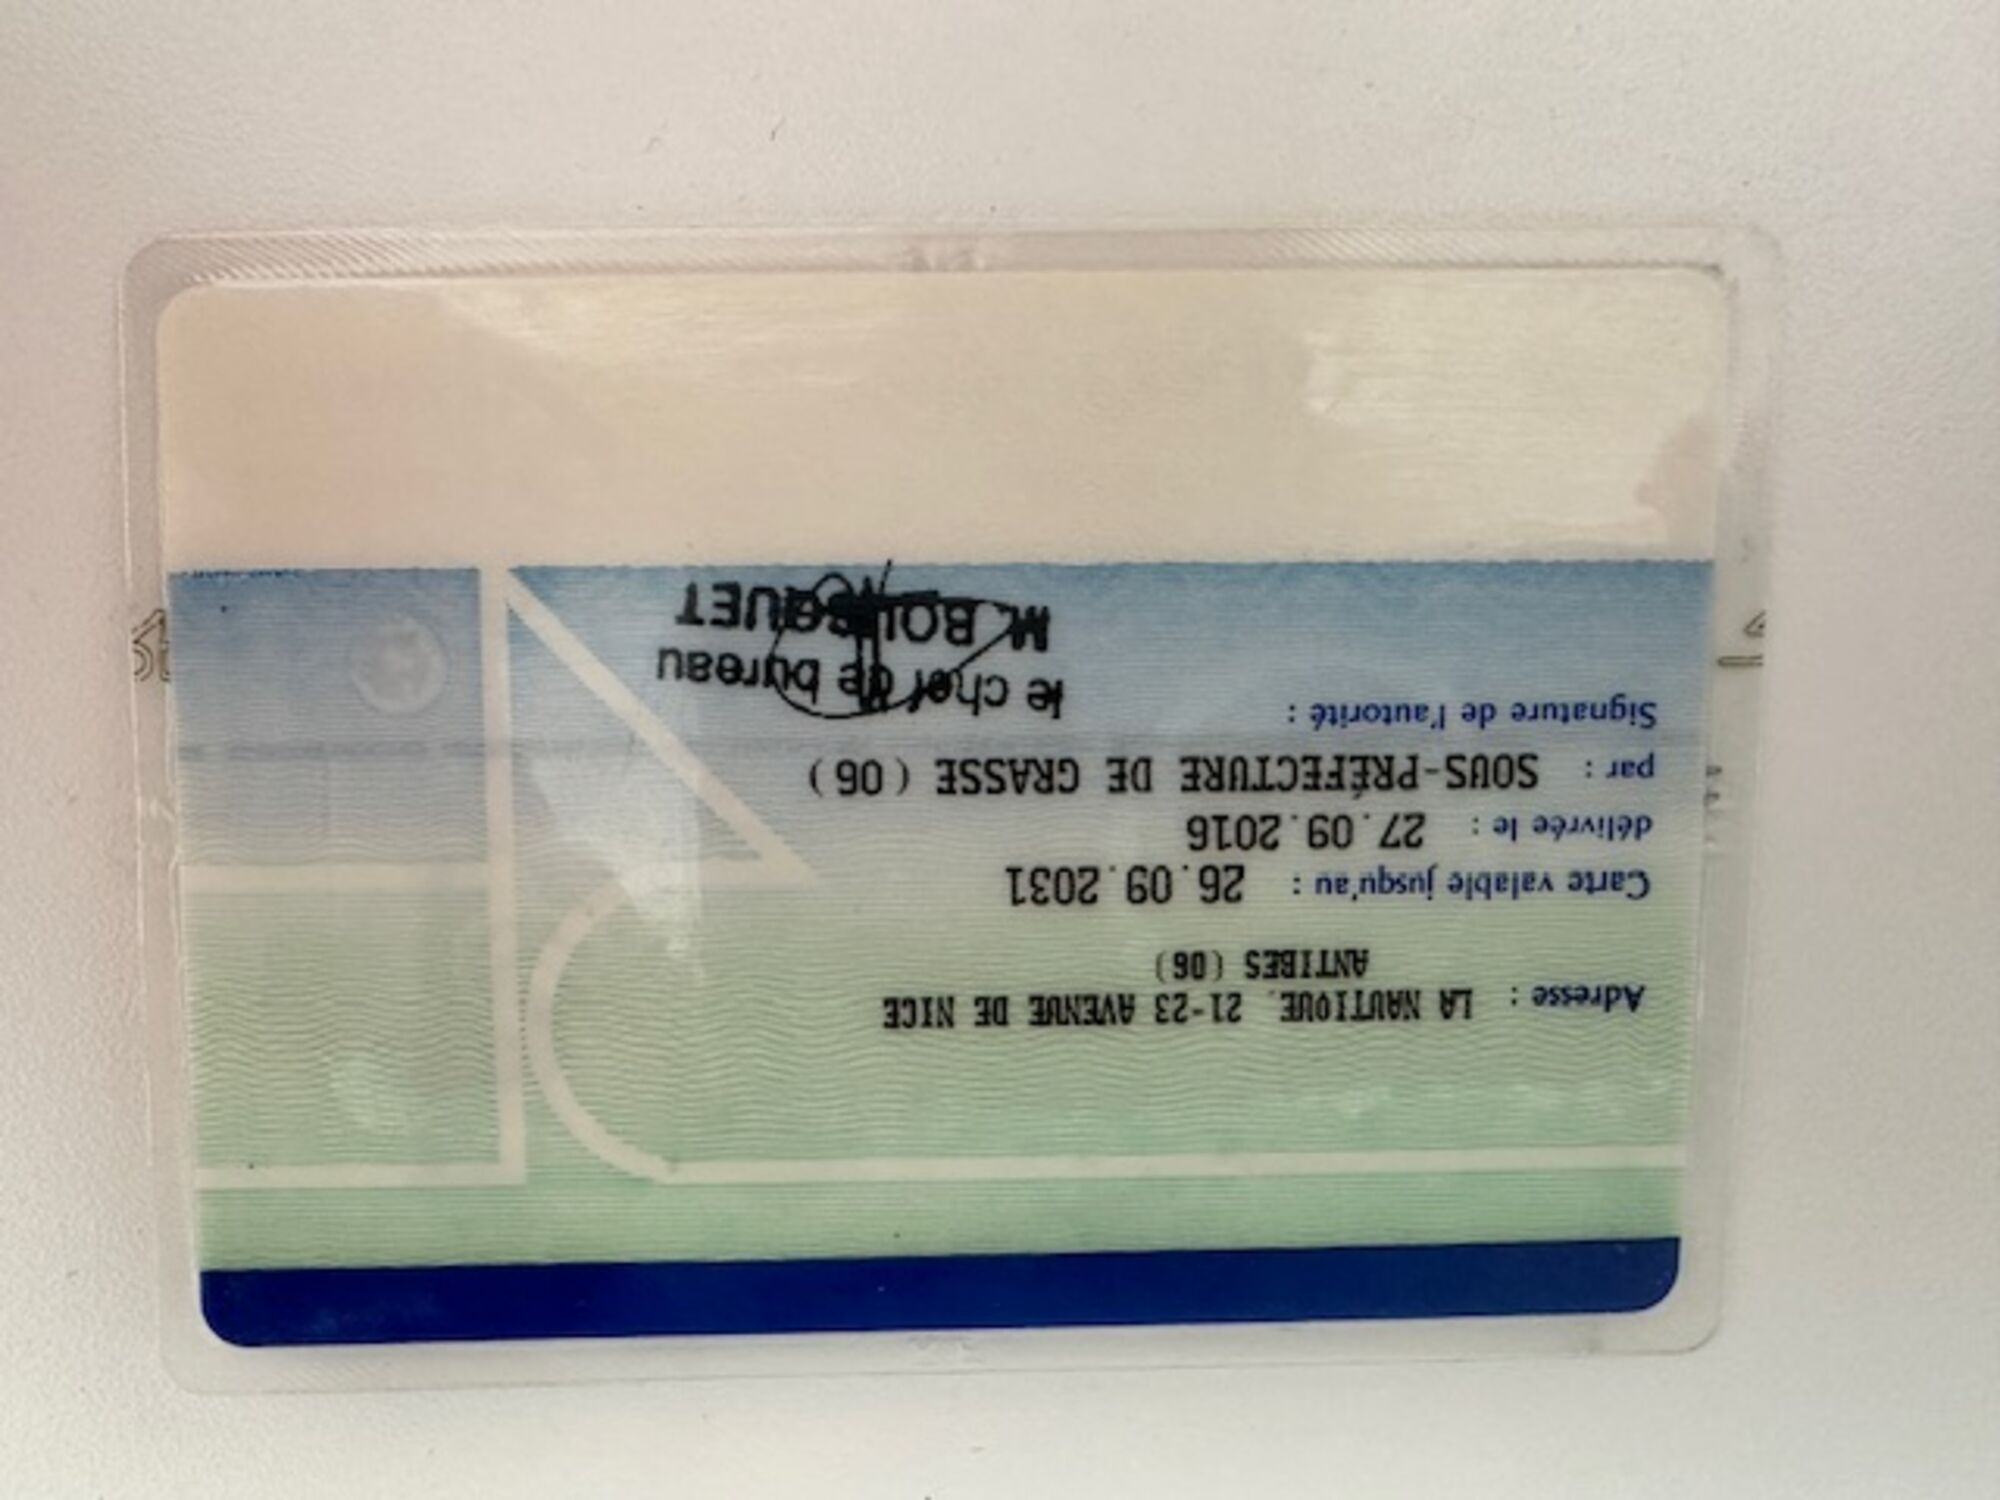 Adresse : LA NAUTIQUE. 21-23 AVENUE DE NICE
ANTIBES (06)
Carte valable jusqu'au : 26.09.2031
délivrée le : 27.09.2016
par : SOUS-PRÉFECTURE DE GRASSE (06)
Signature de l'autorité :
le chef de bureau
M. BOUSQUET